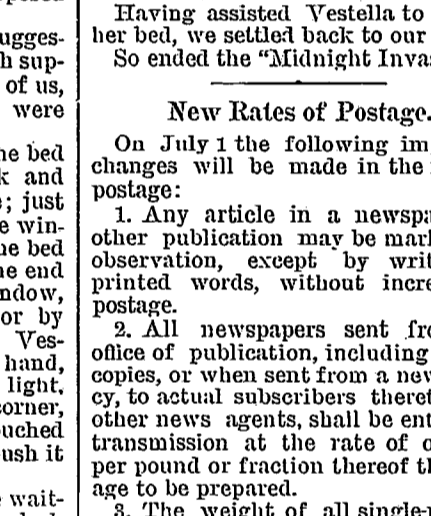 ugges-
h sup-
of us,
were
he bed
k and
; just
e win-
he bed
he end
ndow,
or by
Ves-
hand,
light,
corner,
ouched
ush it
wait-
Having assisted Vestella to
her bed, we settled back to our
So ended the "Midnight Inva
New Rates of Postage.
On July 1 the following im
changes will be made in the
postage:
1. Any article in a newspa
other publication may be mar
observation, except by writ
printed words, without incre
postage.
2. All newspapers sent fr
office of publication, including
copies, or when sent from a new
cy, to actual subscribers theret
other news agents, shall be ent
transmission at the rate of
per pound or fraction thereof t
age to be prepared.
3. The weight of all single-